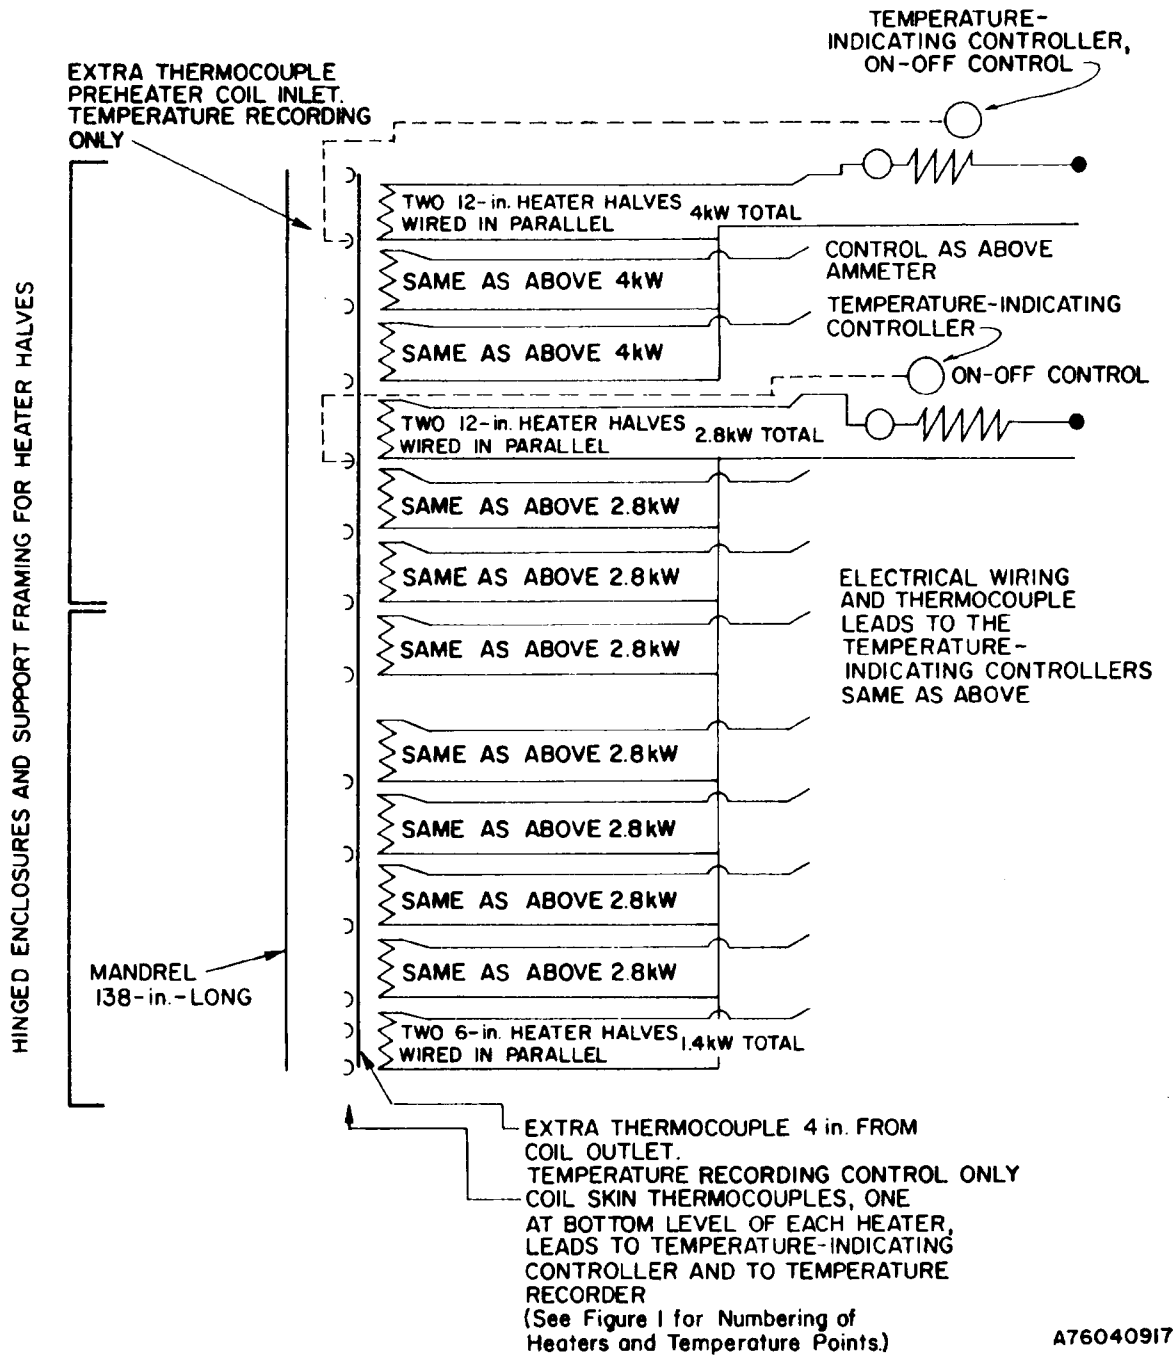 TEMPERATURE-
INDICATING CONTROLLER,
ON-OFF CONTROL
EXTRA THERMOCOUPLE
PREHEATER COIL INLET.
TEMPERATURE RECORDING
ONLY
TWO 12-in. HEATER HALVES
WIRED IN PARALLEL
4kW TOTAL
SAME AS ABOVE 4kW
CONTROL AS ABOVE
AMMETER
SAME AS ABOVE 4kW
TEMPERATURE-INDICATING
CONTROLLER
ON-OFF CONTROL
TWO 12-in. HEATER HALVES
WIRED IN PARALLEL
2.8kW TOTAL
SAME AS ABOVE 2.8kW
SAME AS ABOVE 2.8kW
SAME AS ABOVE 2.8kW
ELECTRICAL WIRING
AND THERMOCOUPLE
LEADS TO THE
TEMPERATURE-
INDICATING CONTROLLERS
SAME AS ABOVE
SAME AS ABOVE 2.8kW
SAME AS ABOVE 2.8kW
SAME AS ABOVE 2.8kW
SAME AS ABOVE 2.8kW
TWO 6-in. HEATER HALVES
WIRED IN PARALLEL
1.4kW TOTAL
HINGED ENCLOSURES AND SUPPORT FRAMING FOR HEATER HALVES
MANDREL
138-in.-LONG
EXTRA THERMOCOUPLE 4 in. FROM
COIL OUTLET.
TEMPERATURE RECORDING CONTROL ONLY
COIL SKIN THERMOCOUPLES, ONE
AT BOTTOM LEVEL OF EACH HEATER,
LEADS TO TEMPERATURE-INDICATING
CONTROLLER AND TO TEMPERATURE
RECORDER
(See Figure 1 for Numbering of
Heaters and Temperature Points.)
A76040917